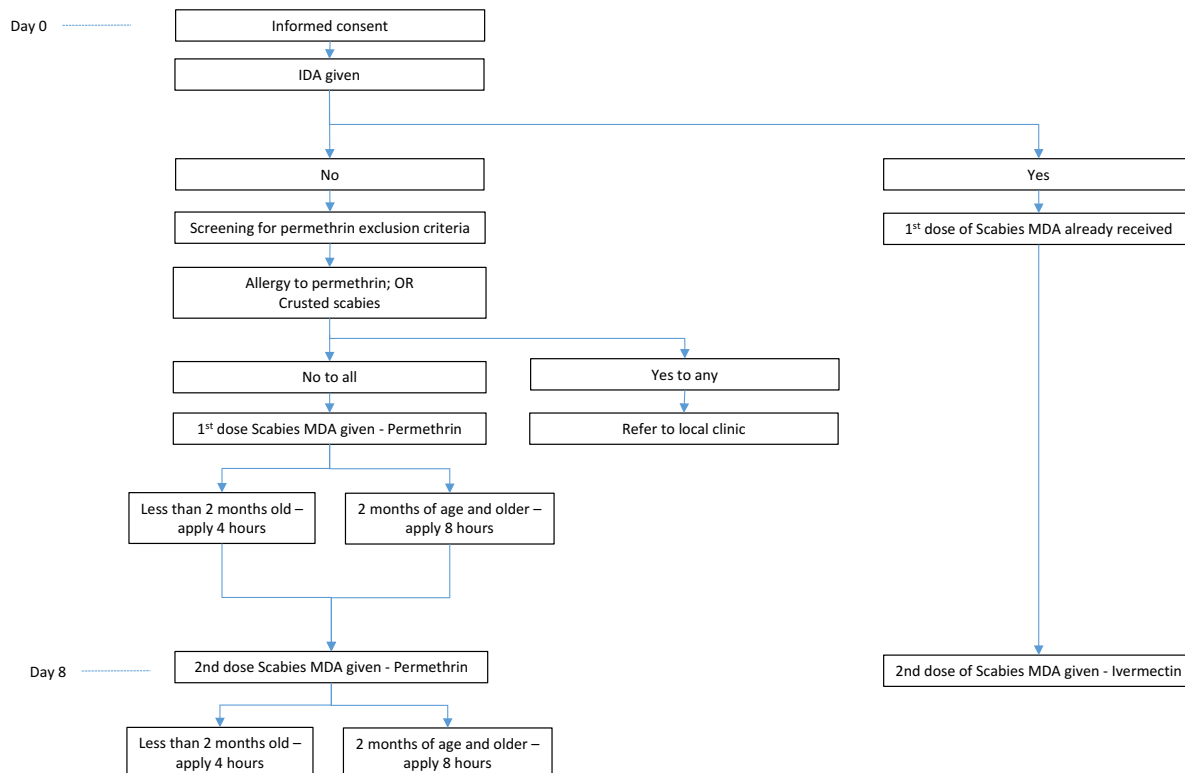 Day 0
Informed consent
IDA given
No
Yes
Screening for permethrin exclusion criteria
1st dose of Scabies MDA already received
Allergy to permethrin; OR
Crusted scabies
No to all
Yes to any
1st dose Scabies MDA given - Permethrin
Refer to local clinic
Less than 2 months old –
apply 4 hours
2 months of age and older –
apply 8 hours
Day 8
2nd dose Scabies MDA given - Permethrin
2nd dose of Scabies MDA given - Ivermectin
Less than 2 months old –
apply 4 hours
2 months of age and older –
apply 8 hours